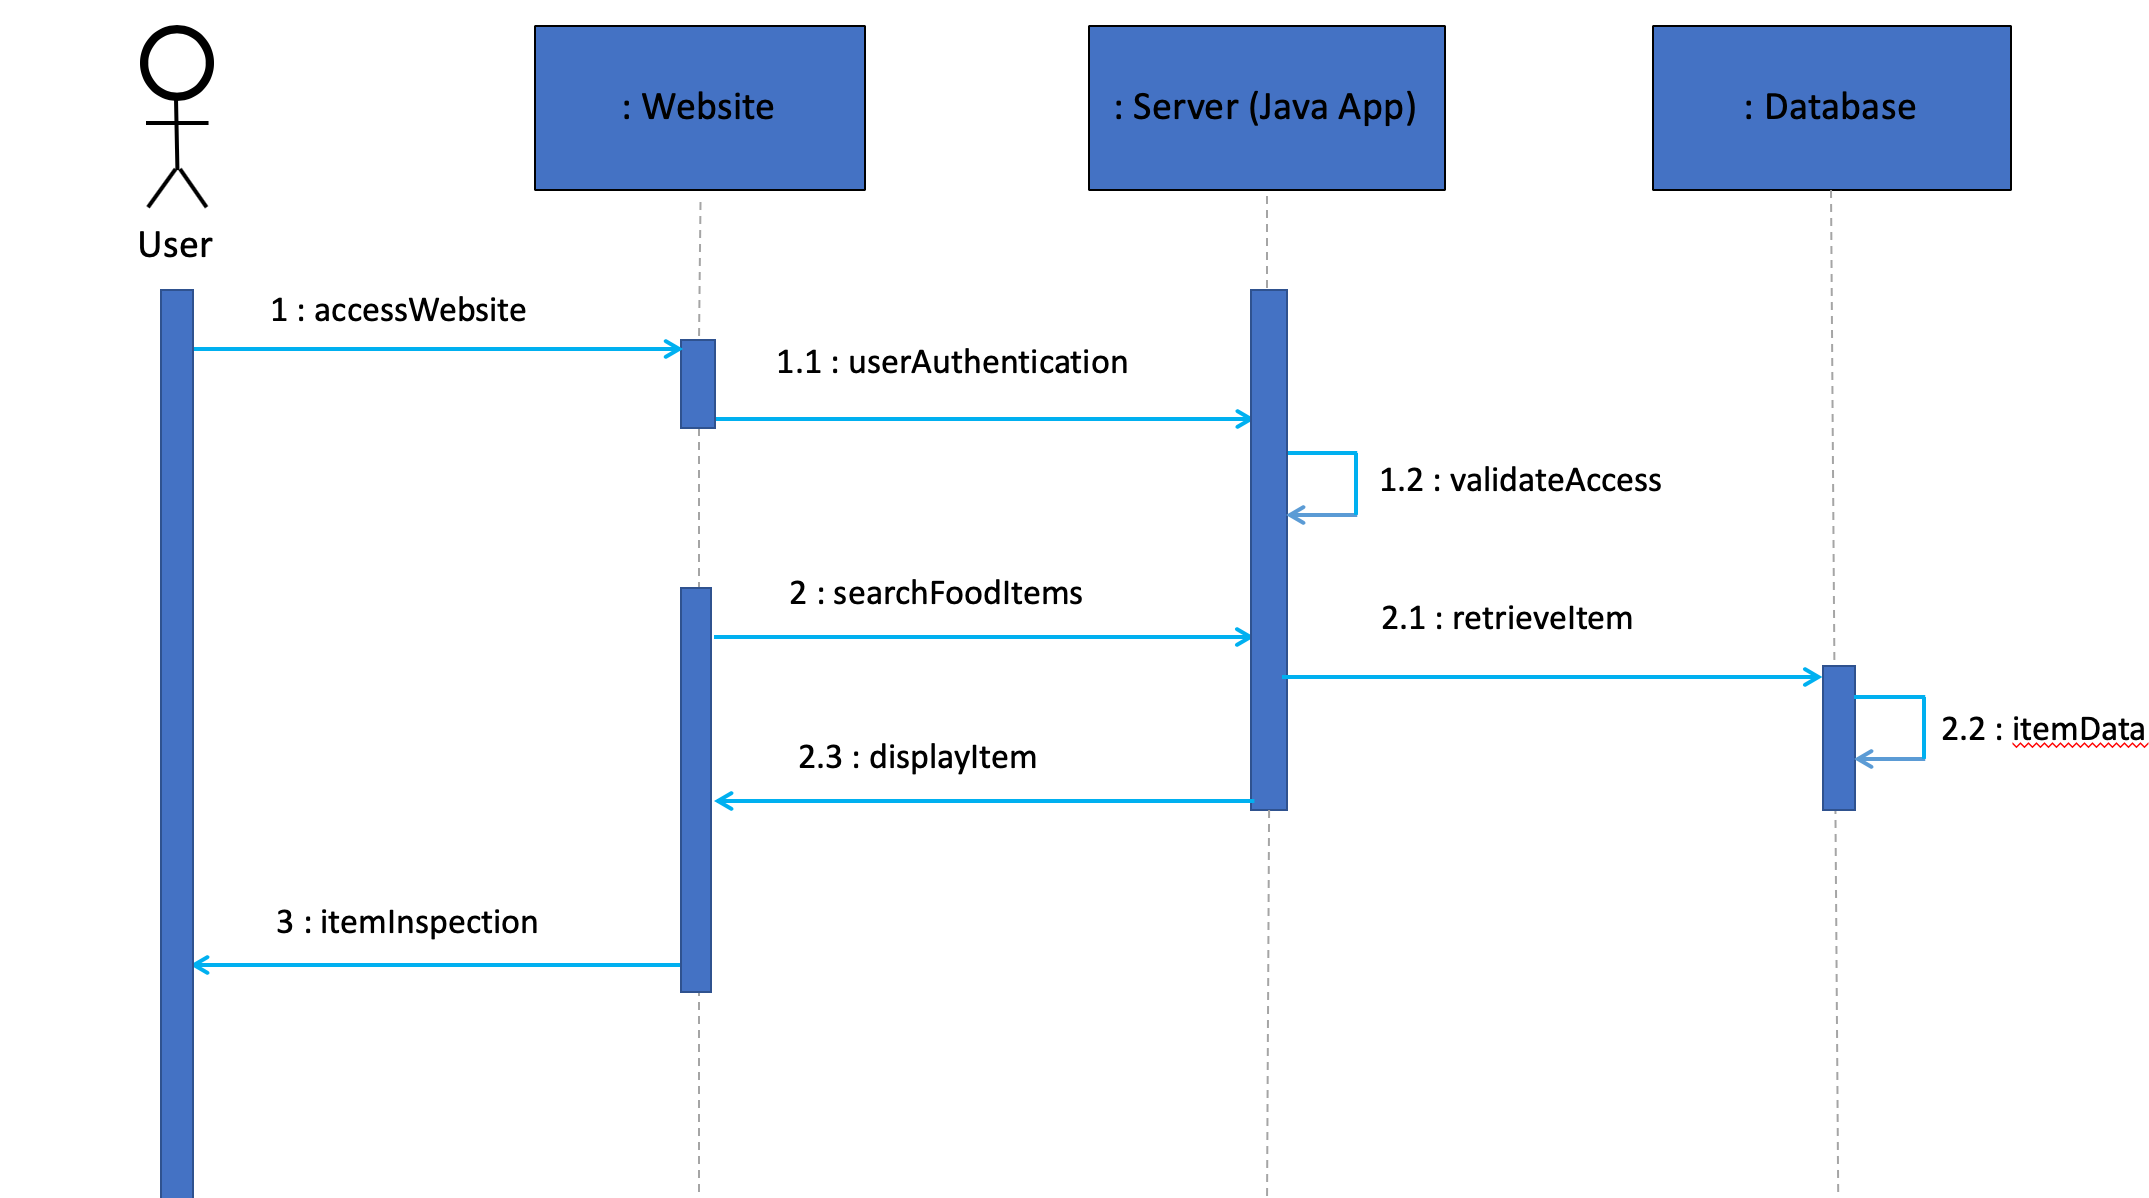 : Website
: Server (Java App)
: Database
User
1 : accessWebsite
1.1 : userAuthentication
1.2 : validateAccess
2 : searchFoodItems
2.1 : retrieveItem
2.2 : itemData
2.3 : displayItem
3 : itemInspection